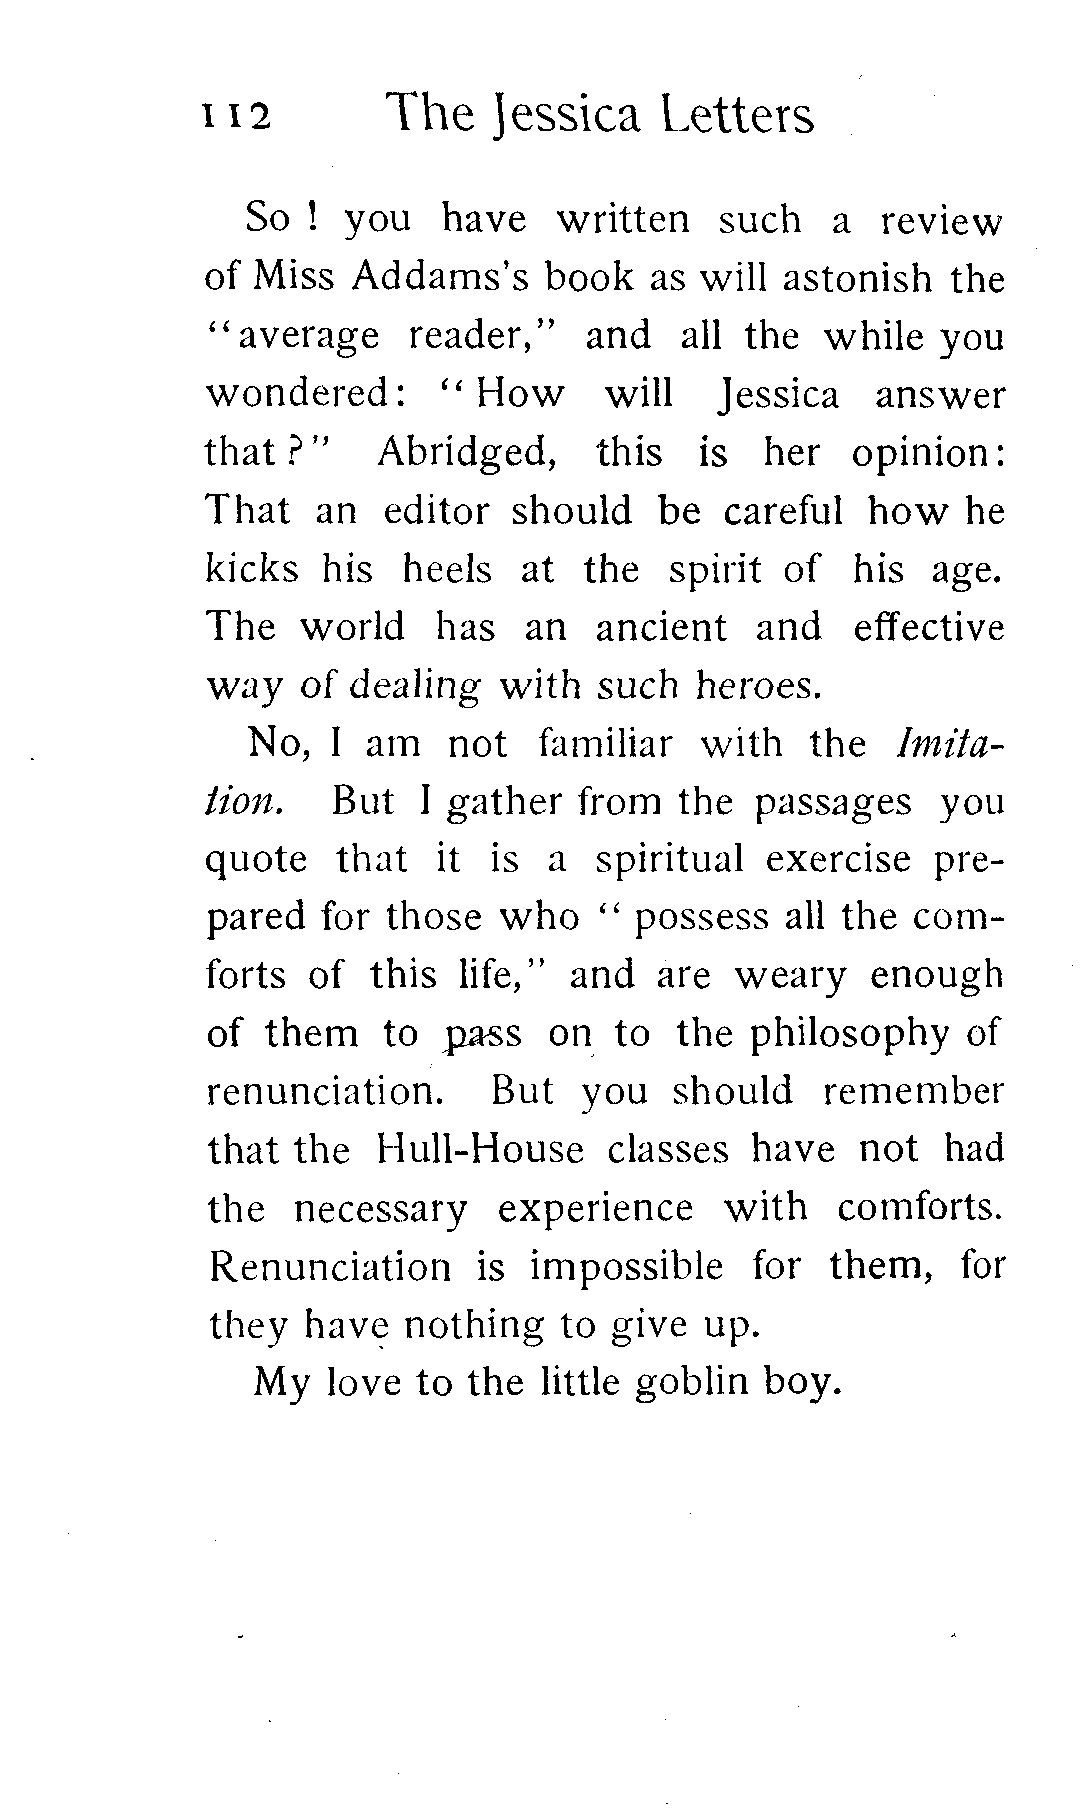 112 The Jessica Letters
So ! you have written such a review
of Miss Addams's book as will astonish the
"average reader," and all the while you
wondered: "How will Jessica answer
that?" Abridged, this is her opinion:
That an editor should be careful how he
kicks his heels at the spirit of his age.
The world has an ancient and effective
way of dealing with such heroes.
No, I am not familiar with the Imita-
tion. But I gather from the passages you
quote that it is a spiritual exercise pre-
pared for those who "possess all the com-
forts of this life," and are weary enough
of them to pass on to the philosophy of
renunciation. But you should remember
that the Hull-House classes have not had
the necessary experience with comforts.
Renunciation is impossible for them, for
they have nothing to give up.
My love to the little goblin boy.